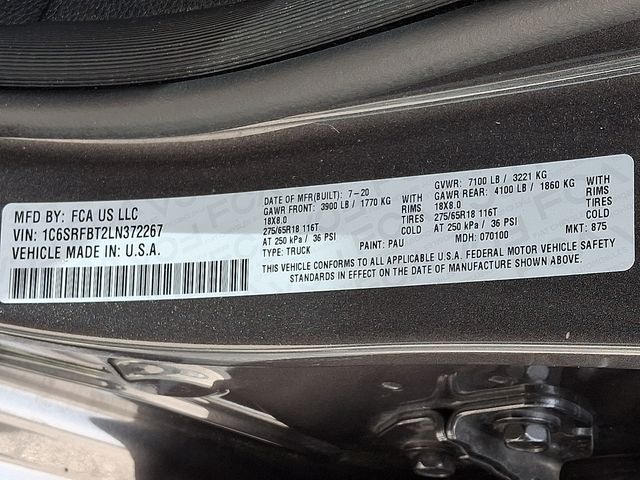 MFD BY: FCA US LLC
VIN: 1C6SRFBT2LN372267
VEHICLE MADE IN: U.S.A.
DATE OF MFR(BUILT): 7-20
GAWR FRONT: 3900 LB / 1770 KG WITH
18X8.0 RIMS
275/65R18 116T TIRES
AT 250 kPa / 36 PSI COLD
TYPE: TRUCK PAINT: PAU
GVWR: 7100 LB / 3221 KG
GAWR REAR: 4100 LB / 1860 KG WITH
18X8.0 RIMS
275/65R18 116T TIRES
AT 250 kPa / 36 PSI COLD
MDH: 070100 MKT: 875
THIS VEHICLE CONFORMS TO ALL APPLICABLE U.S.A. FEDERAL MOTOR VEHICLE SAFETY
STANDARDS IN EFFECT ON THE DATE OF MANUFACTURE SHOWN ABOVE.